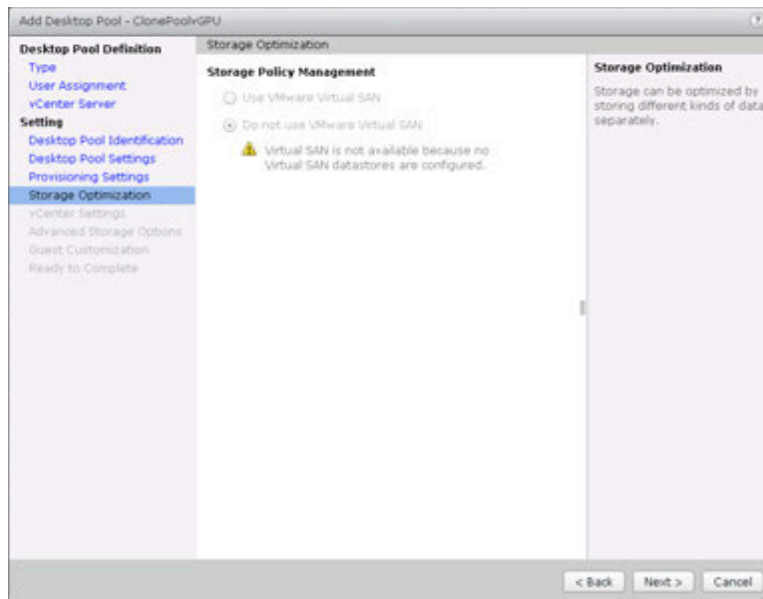 Add Desktop Pool - ClonePoolvGPU
?
Desktop Pool Definition
Type
User Assignment
vCenter Server
Setting
Desktop Pool Identification
Desktop Pool Settings
Provisioning Settings
Storage Optimization
vCenter Settings
Advanced Storage Options
Guest Customization
Ready to Complete
Storage Optimization
Storage Policy Management
Use VMware Virtual SAN
Do not use VMware Virtual SAN
Virtual SAN is not available because no
Virtual SAN datastores are configured.
Storage Optimization
Storage can be optimized by
storing different kinds of data
separately.
< Back
Next >
Cancel